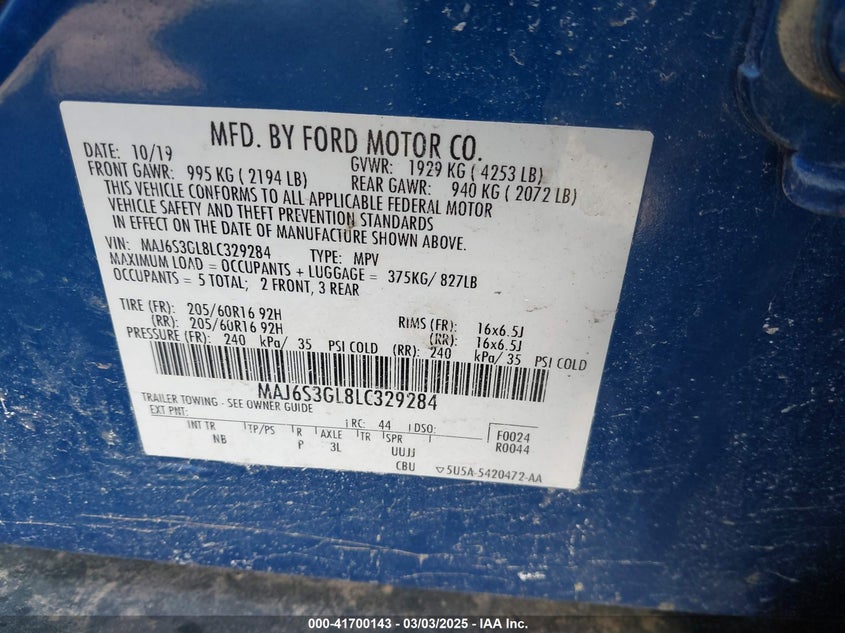 MFD. BY FORD MOTOR CO.
DATE: 10/19 GVWR: 1929 KG ( 4253 LB)
FRONT GAWR: 995 KG ( 2194 LB) REAR GAWR: 940 KG ( 2072 LB)
THIS VEHICLE CONFORMS TO ALL APPLICABLE FEDERAL MOTOR
VEHICLE SAFETY AND THEFT PREVENTION STANDARDS
IN EFFECT ON THE DATE OF MANUFACTURE SHOWN ABOVE.
VIN: MAJ6S3GL8LC329284 TYPE: MPV
MAXIMUM LOAD = OCCUPANTS + LUGGAGE = 375KG/ 827LB
OCCUPANTS = 5 TOTAL; 2 FRONT, 3 REAR
TIRE (FR): 205/60R16 92H RIMS (FR): 16x6.5J
(RR): 205/60R16 92H (RR): 16x6.5J
PRESSURE (FR): 240 kPa/ 35 PSI COLD (RR): 240 kPa/ 35 PSI COLD
MAJ6S3GL8LC329284
TRAILER TOWING - SEE OWNER GUIDE
EXT PNT: RC: 44 DSO: F0024
INT TR TP/PS R AXLE TR SPR R0044
NB P 3L UUJJ
CBU 5U5A-5420472-AA
000-41700143 - 03/03/2025 - WWW.IAAI.COM